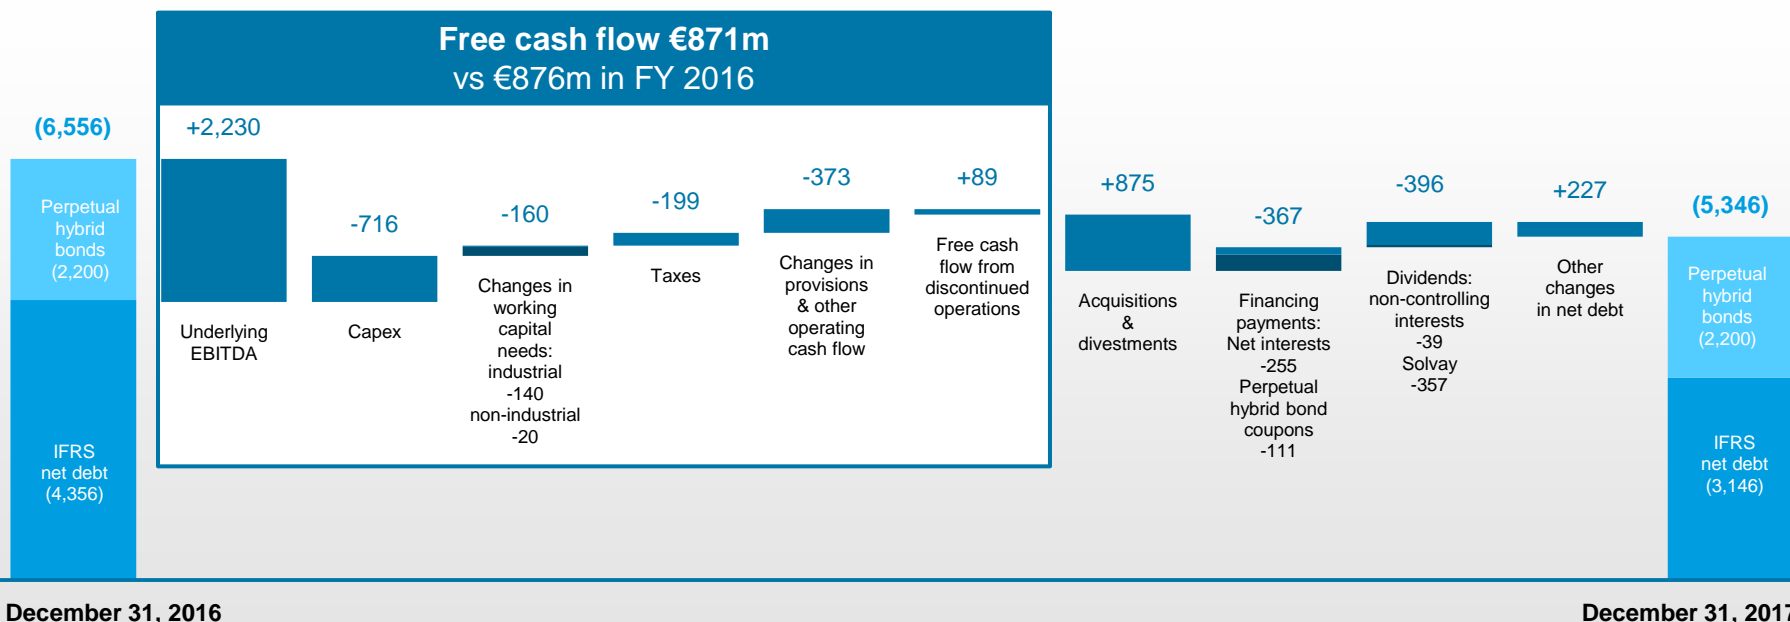 Free cash flow €871m
vs €876m in FY 2016
(6,556)
Perpetual
hybrid
bonds
(2,200)
IFRS
net debt
(4,356)
+2,230
Underlying
EBITDA
-716
Capex
-160
Changes in
working
capital
needs:
industrial
-140
non-industrial
-20
-199
Taxes
-373
Changes in
provisions
& other
operating
cash flow
+89
Free cash
flow from
discontinued
operations
+875
Acquisitions
&
divestments
-367
Financing
payments:
Net interests
-255
Perpetual
hybrid bond
coupons
-111
-396
Dividends:
non-controlling
interests
-39
Solvay
-357
+227
Other
changes
in net debt
(5,346)
Perpetual
hybrid
bonds
(2,200)
IFRS
net debt
(3,146)
December 31, 2016
December 31, 2017